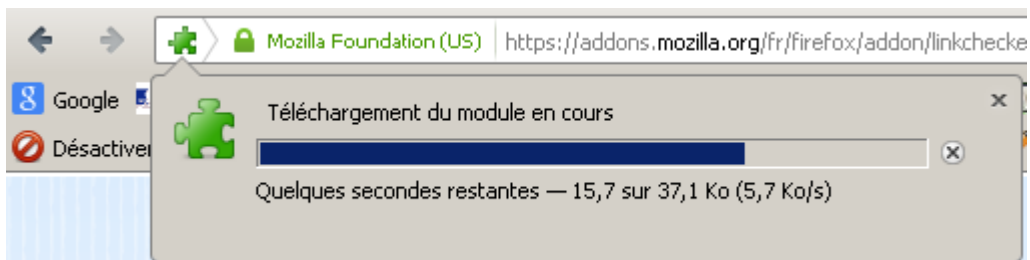 Mozilla Foundation (US) https://addons.mozilla.org/fr/firefox/addon/linkchecke
Google
Téléchargement du module en cours
Désactiver
Quelques secondes restantes — 15,7 sur 37,1 Ko (5,7 Ko/s)